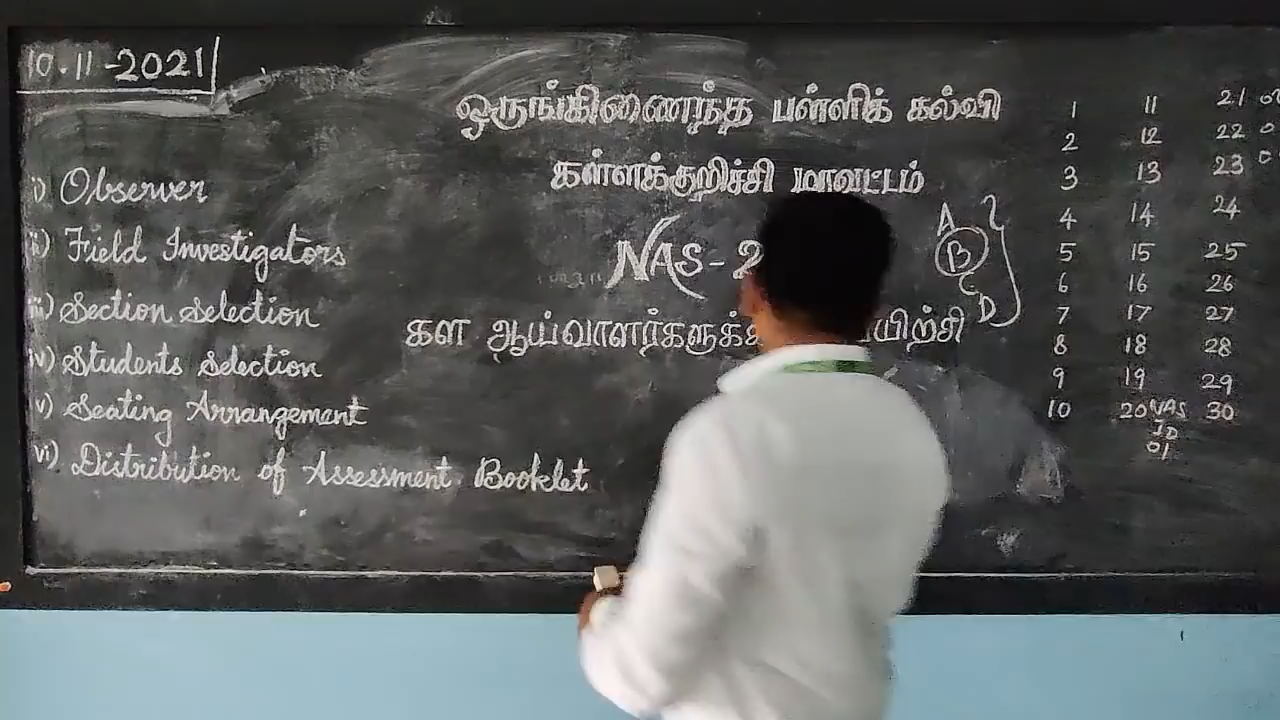 10.11-2021
ஒருங்கிணைந்த பள்ளிக் கல்வி
கள்ளக்குறிச்சி மாவட்டம்
NAS-2
கள ஆய்வாளர்களுக்க யிற்சி
i) Observer
ii) Field Investigators
iii) Section Selection
iv) Students Selection
v) Seating Arrangement
vi) Distribution of Assessment Booklet
A
B
C
D
1 11 21
2 12 22
3 13 23
4 14 24
5 15 25
6 16 26
7 17 27
8 18 28
9 19 29
10 20 NAS 30
ID
01